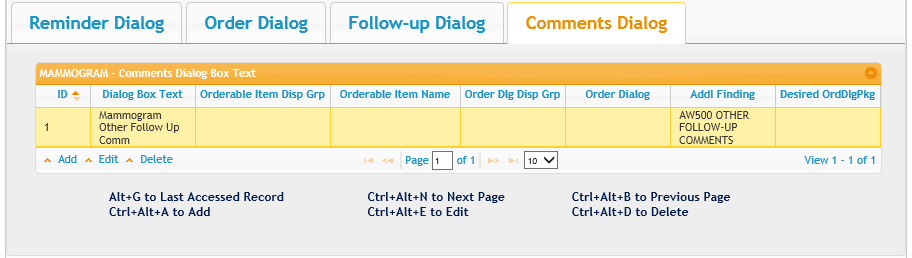 Reminder Dialog Order Dialog Follow-up Dialog Comments Dialog
MAMMOGRAM - Comments Dialog Box Text
ID Dialog Box Text Orderable Item Disp Grp Orderable Item Name Order Dlg Disp Grp Order Dialog Addl Finding Desired OrdDlgPkg
1 Mammogram Other Follow Up Comm AW500 OTHER FOLLOW-UP COMMENTS
Add Edit Delete Page 1 of 1 10 View 1 - 1 of 1
Alt+G to Last Accessed Record Ctrl+Alt+N to Next Page Ctrl+Alt+B to Previous Page
Ctrl+Alt+A to Add Ctrl+Alt+E to Edit Ctrl+Alt+D to Delete